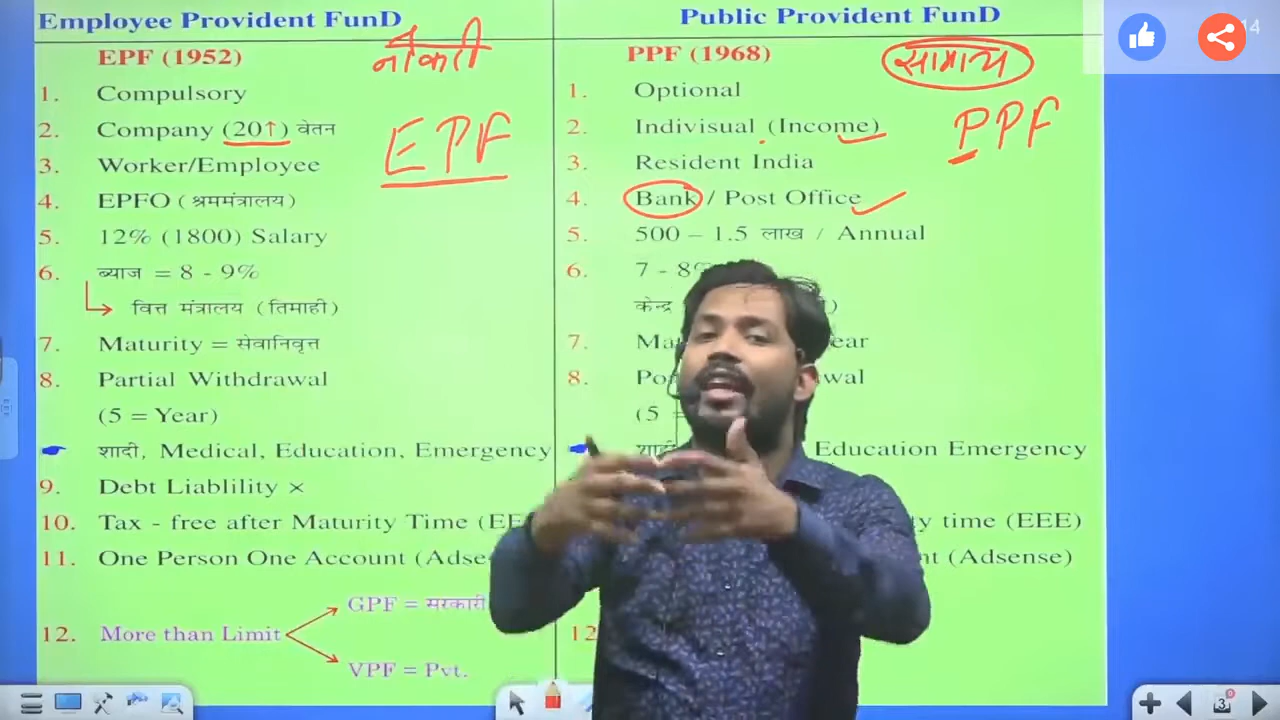 Employee Provident FunD
EPF (1952)
नौकरी
1. Compulsory
2. Company (20↑) वेतन
EPF
3. Worker/Employee
4. EPFO (श्रममंत्रालय)
5. 12% (1800) Salary
6. ब्याज = 8 - 9%
वित्त मंत्रालय (तिमाही)
7. Maturity = सेवानिवृत्त
8. Partial Withdrawal
(5 = Year)
शादी, Medical, Education, Emergency
9. Debt Liablility ×
10. Tax - free after Maturity Time
11. One Person One Account
12. More than Limit
GPF = सरकारी
VPF = Pvt.
Public Provident FunD
14
PPF (1968)
सामान्य
1. Optional
2. Indivisual (Income)
PPF
3. Resident India
4. Bank / Post Office
5. 500 – 1.5 लाख / Annual
6. 7 - 8
7.
8.
(5 =
Education Emergency
time (EEE)
(Adsense)
12
3